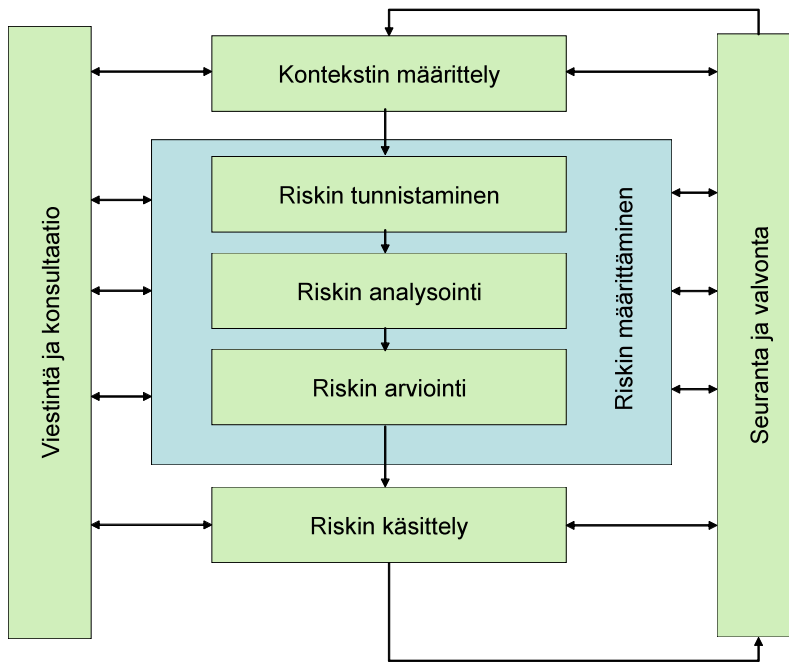 Kontekstin määrittely
Riskin tunnistaminen
Riskin analysointi
Riskin arviointi
Riskin käsittely
Viestintä ja konsultaatio
Riskin määrittäminen
Seuranta ja valvonta